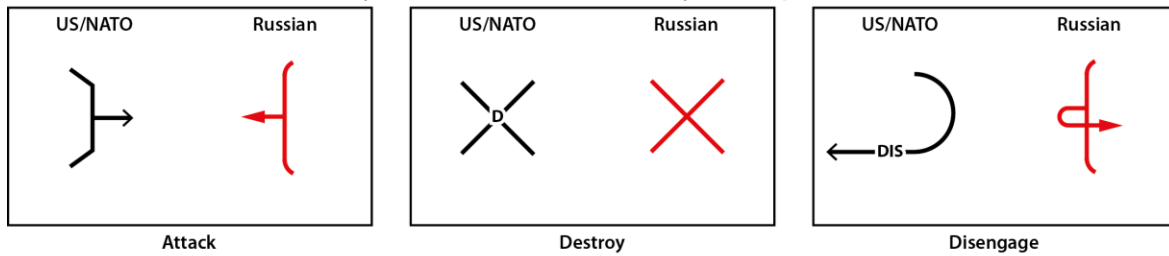 US/NATO Russian
Attack
US/NATO Russian
D
Destroy
US/NATO Russian
DIS
Disengage